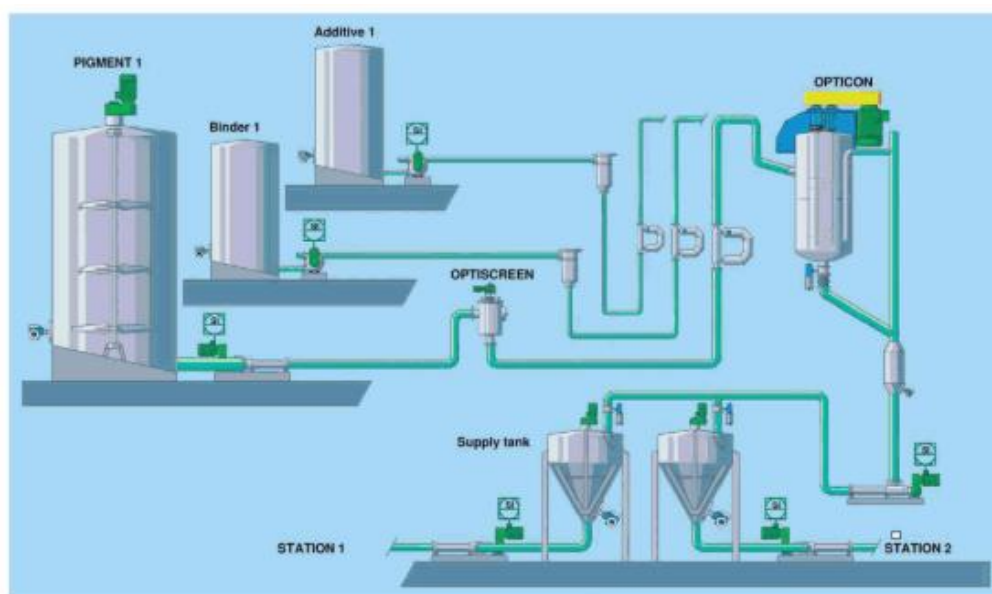 Additive 1
PIGMENT 1
OPTICON
Binder 1
OPTISCREEN
Supply tank
STATION 1
STATION 2